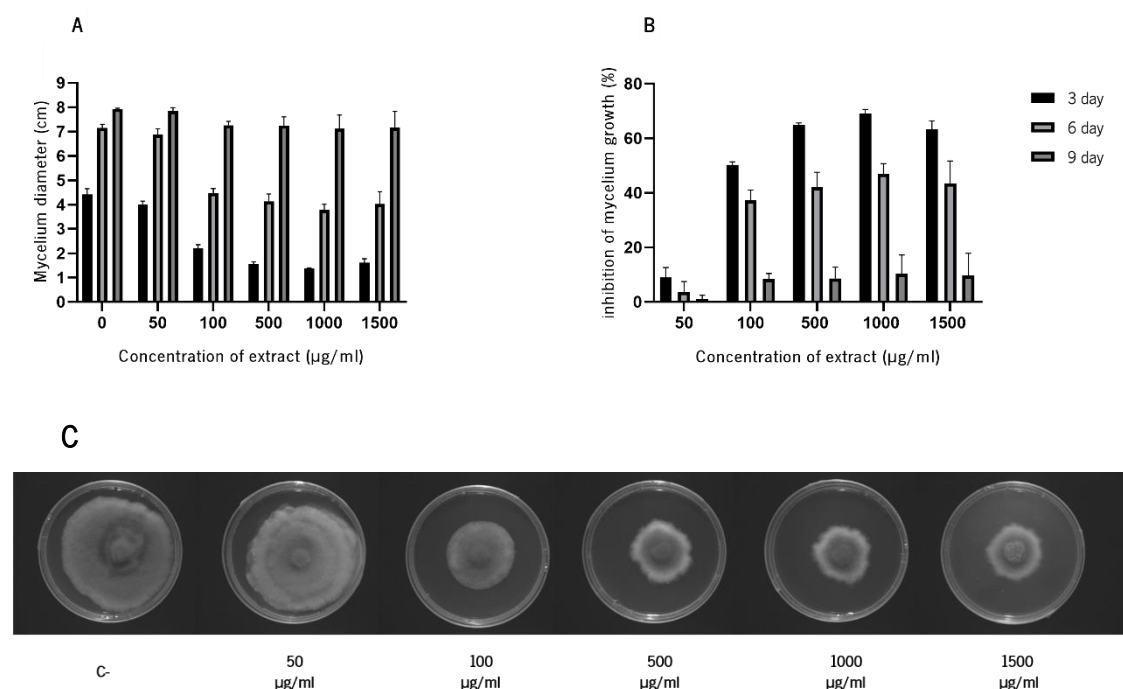 A
Mycelium diameter (cm)
9
8
7
6
5
4
3
2
1
0
0 50 100 500 1000 1500
Concentration of extract (µg/ml)
B
inhibition of mycelium growth (%)
80
60
40
20
0
50 100 500 1000 1500
Concentration of extract (µg/ml)
3 day
6 day
9 day
C
C-
50
µg/ml
100
µg/ml
500
µg/ml
1000
µg/ml
1500
µg/ml